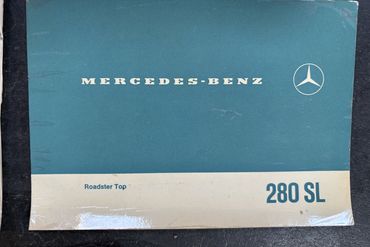 MERCEDES-BENZ
Roadster Top
280 SL